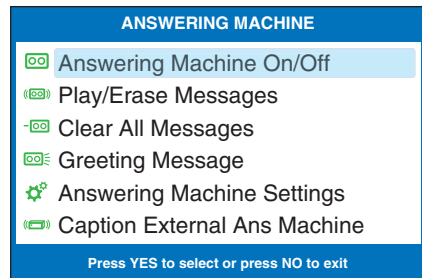 ANSWERING MACHINE
Answering Machine On/Off
Play/Erase Messages
Clear All Messages
Greeting Message
Answering Machine Settings
Caption External Ans Machine
Press YES to select or press NO to exit